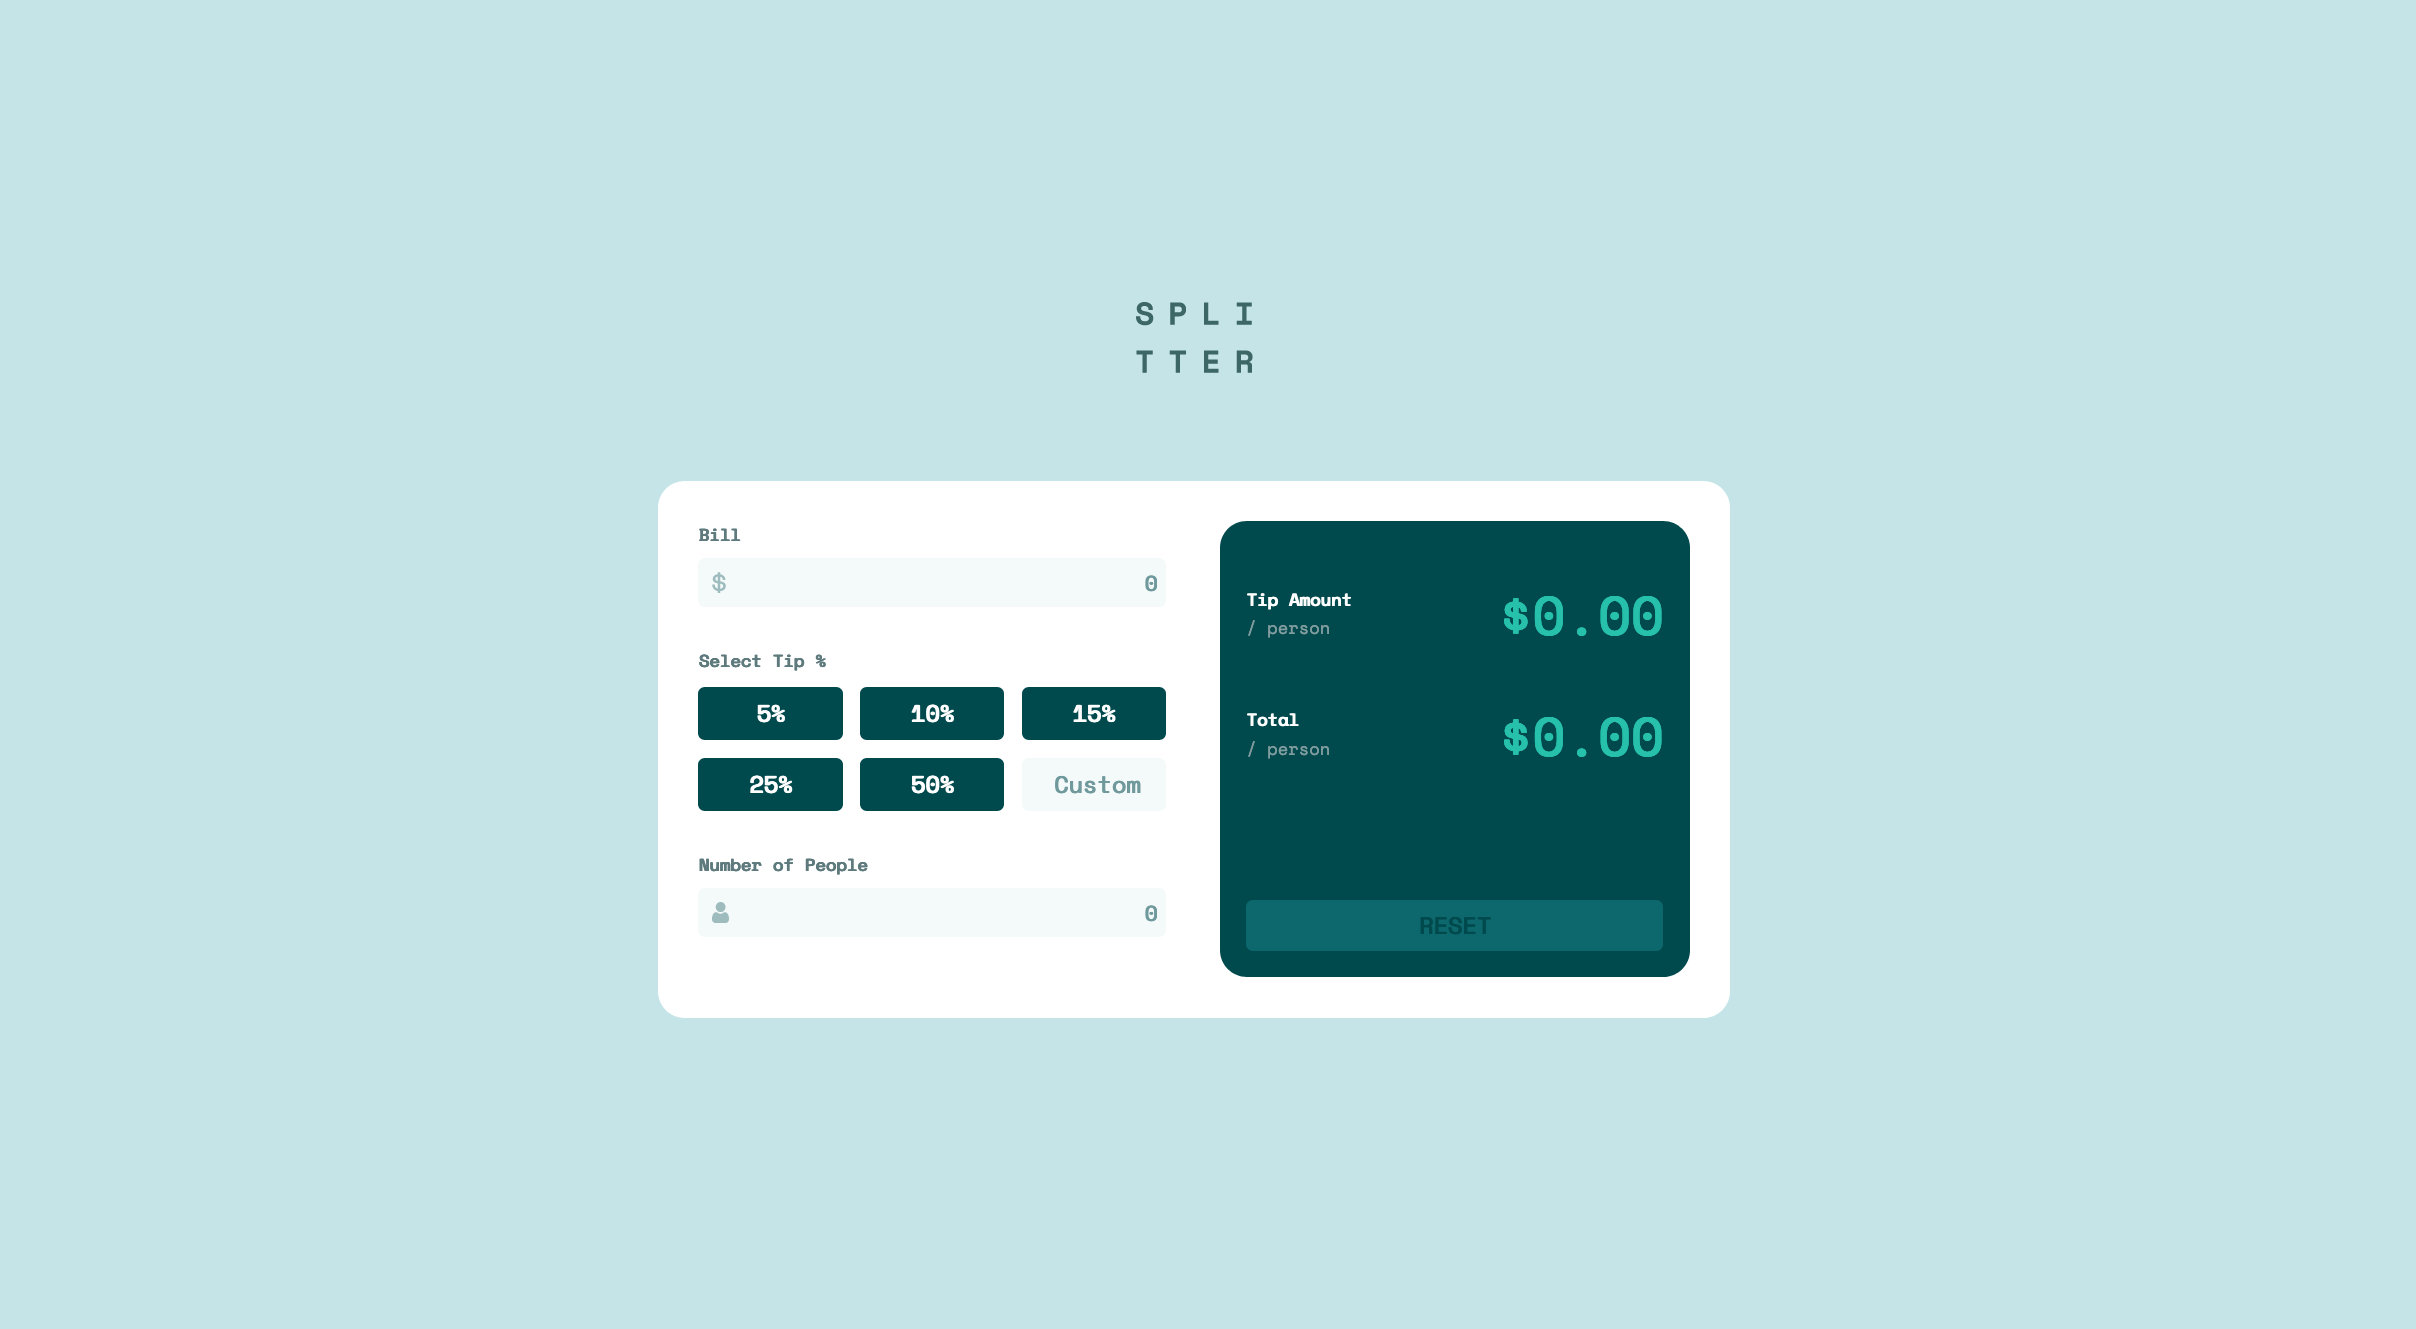 SPLI
TTER
Bill
$ 0
Select Tip %
5% 10% 15%
25% 50% Custom
Number of People
0
Tip Amount
/ person
$0.00
Total
/ person
$0.00
RESET